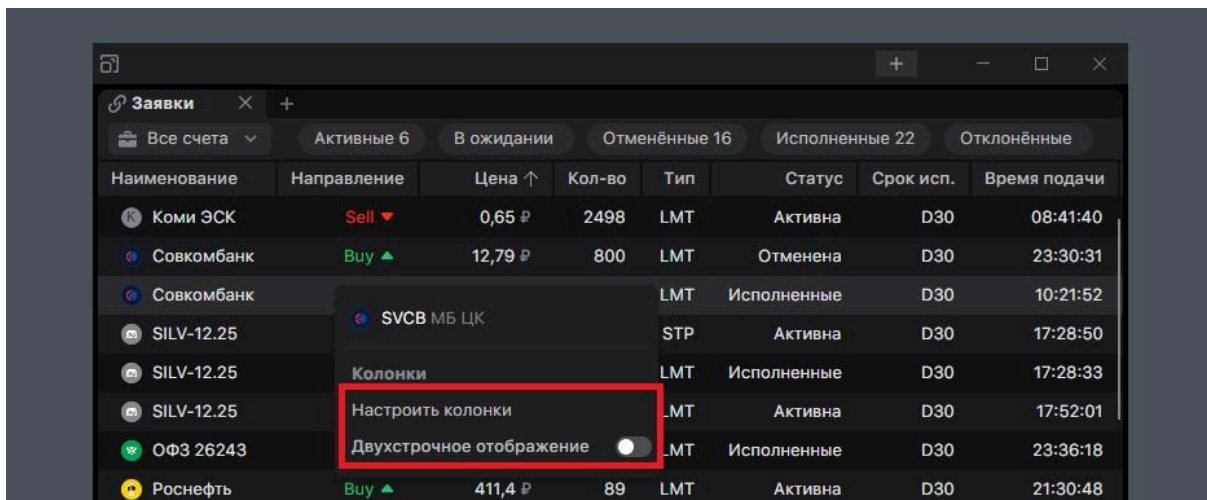 Заявки
Все счета Активные 6 В ожидании Отменённые 16 Исполненные 22 Отклонённые
Наименование Направление Цена ↑ Кол-во Тип Статус Срок исп. Время подачи
Коми ЭСК Sell 0,65 ₽ 2498 LMT Активна D30 08:41:40
Совкомбанк Buy 12,79 ₽ 800 LMT Отменена D30 23:30:31
Совкомбанк LMT Исполненные D30 10:21:52
SVCB МБ ЦК
SILV-12.25 STP Активна D30 17:28:50
SILV-12.25 Колонки LMT Исполненные D30 17:28:33
SILV-12.25 Настроить колонки LMT Активна D30 17:52:01
ОФЗ 26243 Двухстрочное отображение LMT Исполненные D30 23:36:18
Роснефть Buy 411,4 ₽ 89 LMT Активна D30 21:30:48